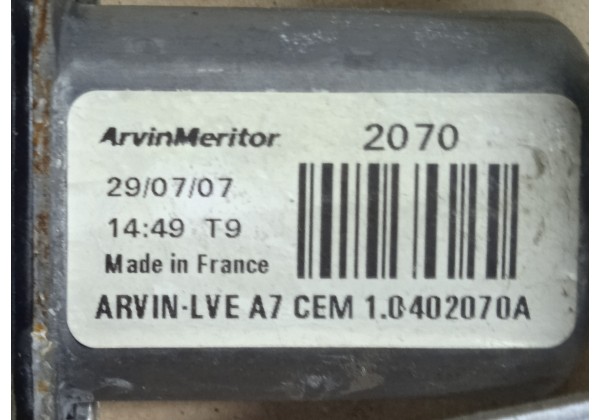 ArvinMeritor 2070
29/07/07
14:49 T9
Made in France
ARVIN-LVE A7 CEM 1.0402070A